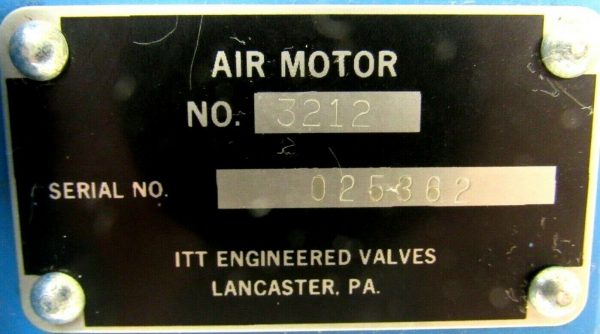 AIR MOTOR
NO. 3212
SERIAL NO. 025362
ITT ENGINEERED VALVES
LANCASTER, PA.